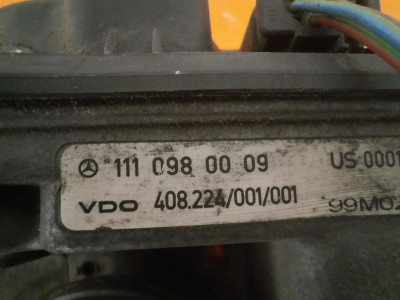 111 098 00 09 US 0001
VDO 408.224/001/001 99M02